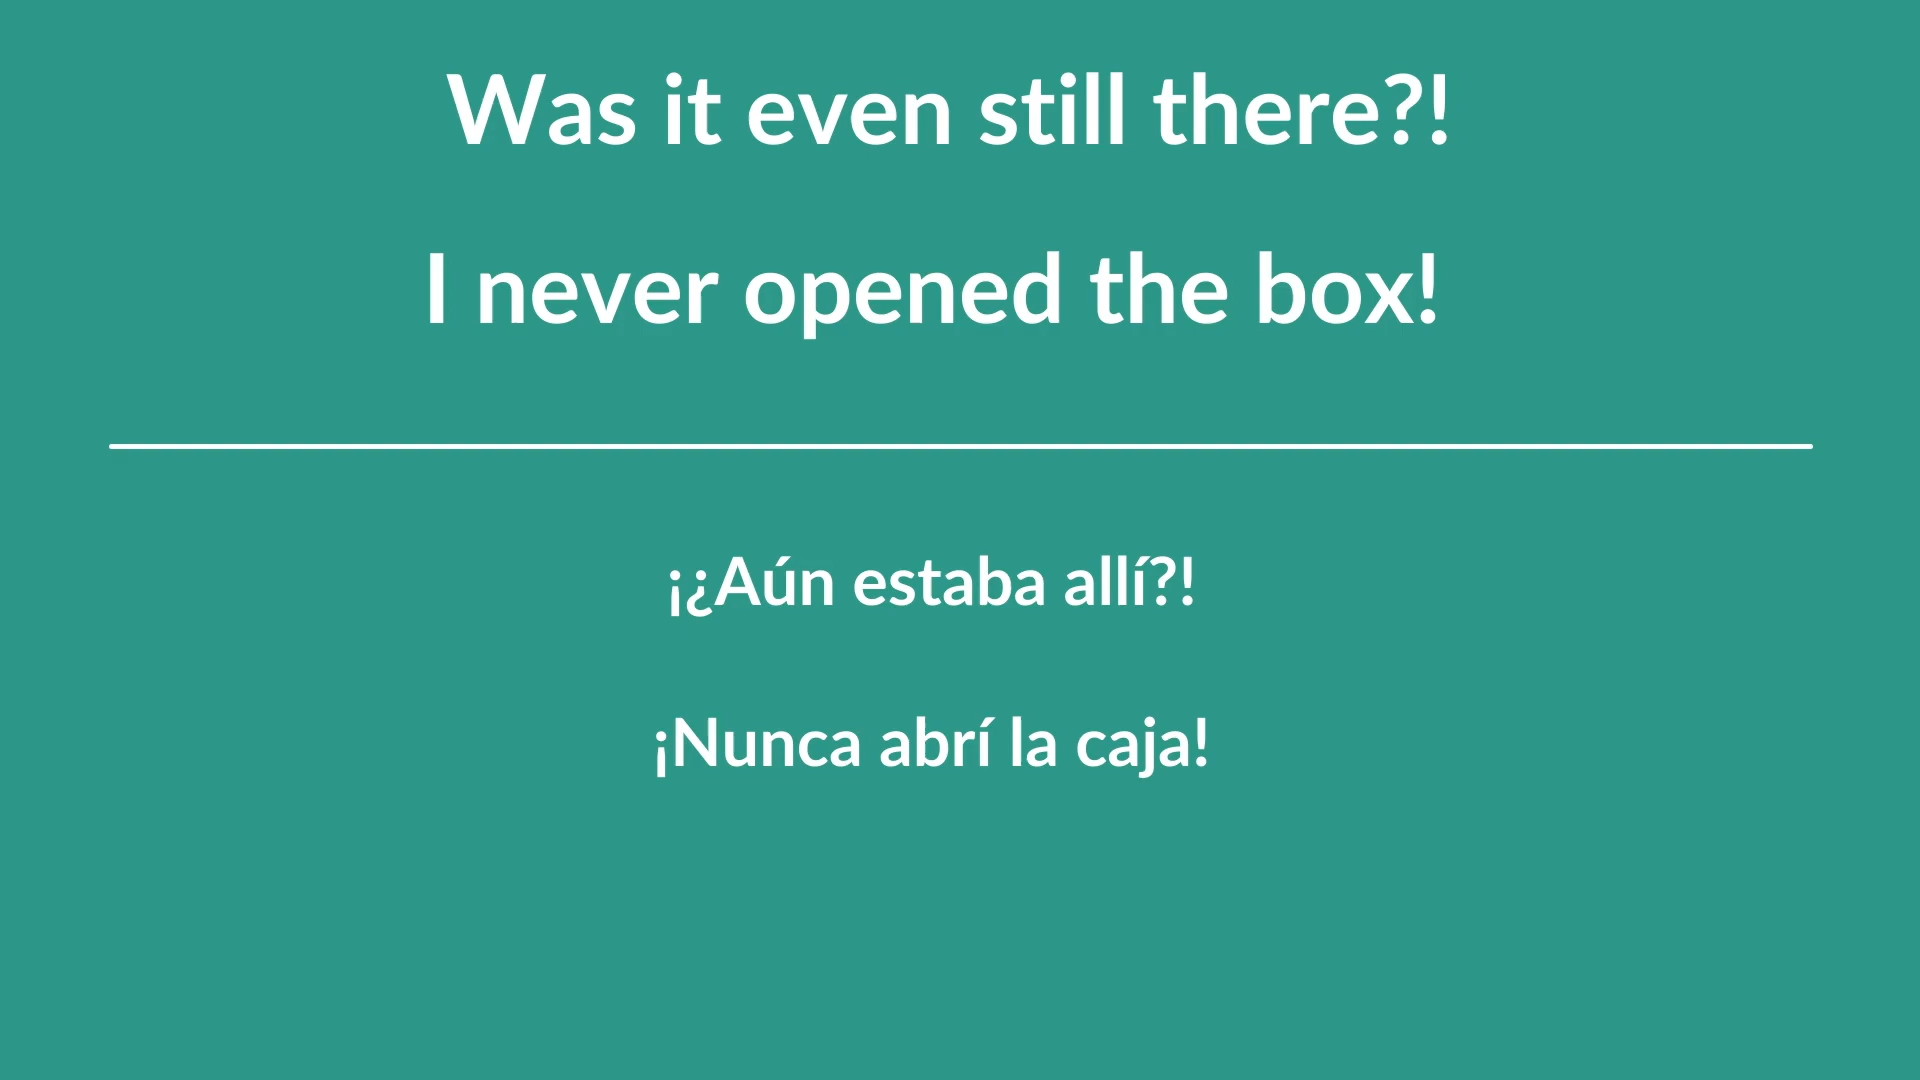 Was it even still there?!
I never opened the box!
¡¿Aún estaba allí?!
¡Nunca abrí la caja!